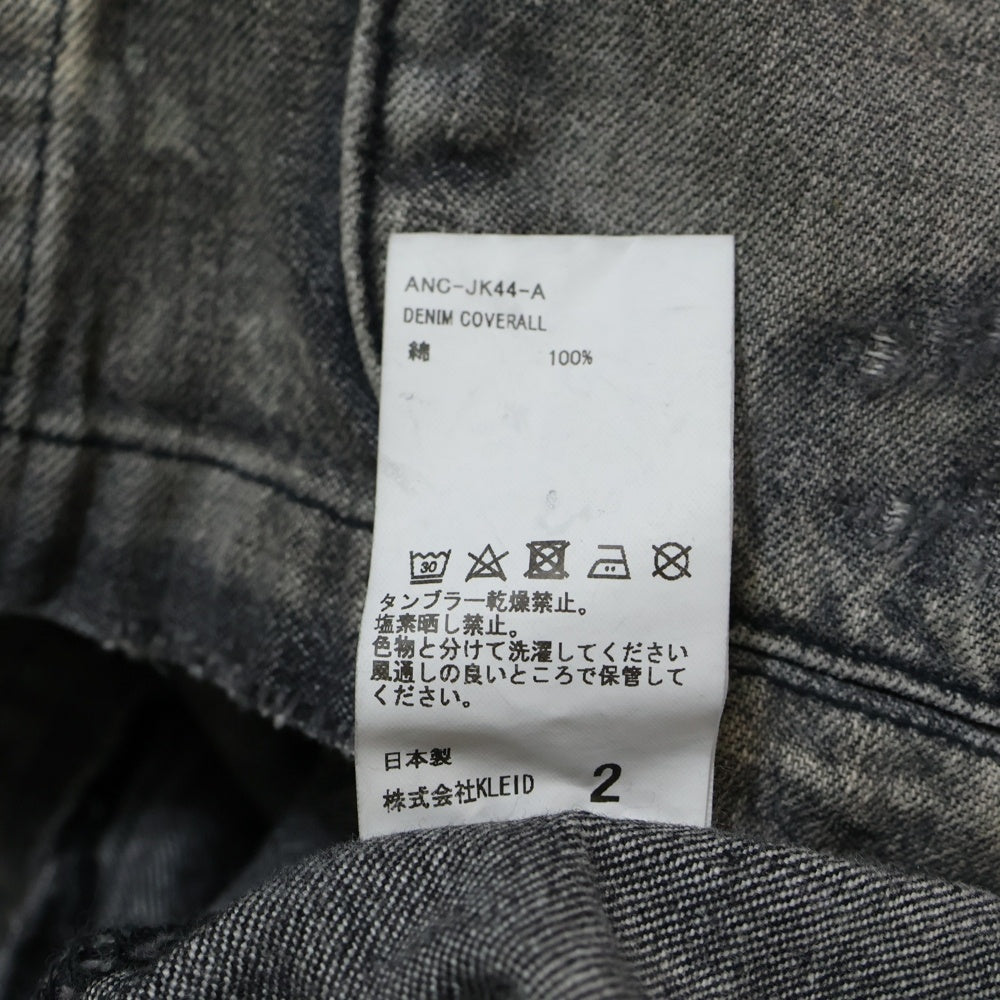 ANC-JK44-A
DENIM COVERALL
綿 100%
30
タンブラー乾燥禁止。
塩素晒し禁止。
色物と分けて洗濯してください
風通しの良いところで保管して
ください。
日本製
株式会社KLEID 2